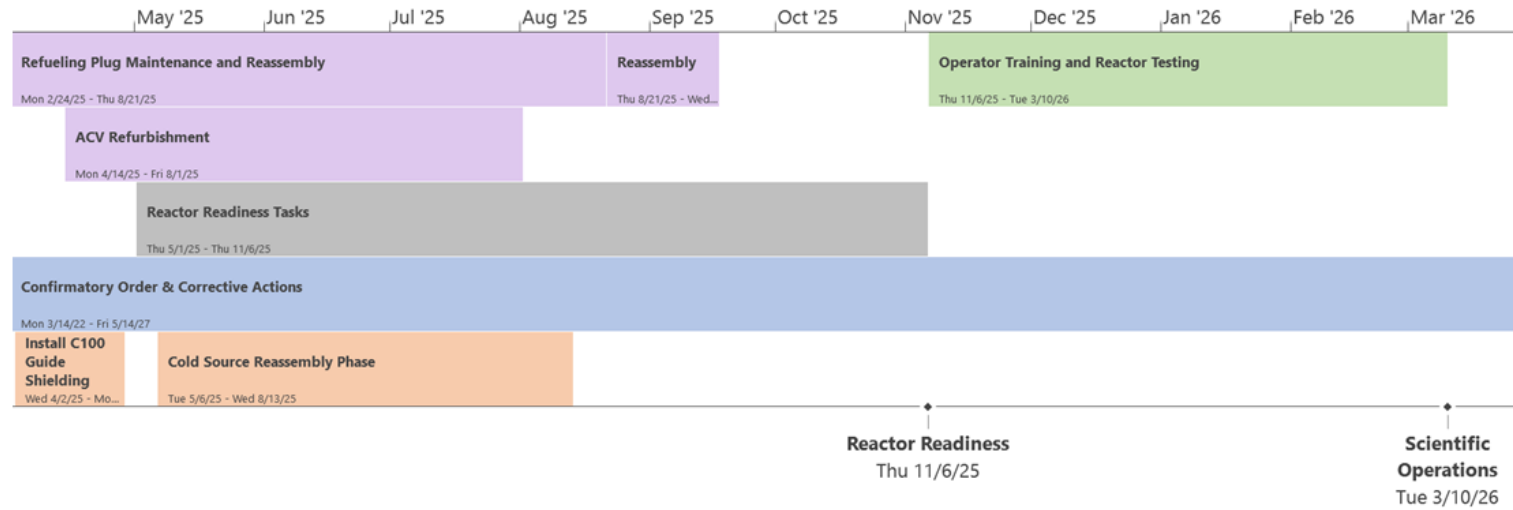 May '25 Jun '25 Jul '25 Aug '25 Sep '25 Oct '25 Nov '25 Dec '25 Jan '26 Feb '26 Mar '26
Refueling Plug Maintenance and Reassembly
Mon 2/24/25 - Thu 8/21/25
Reassembly
Thu 8/21/25 - Wed...
Operator Training and Reactor Testing
Thu 11/6/25 - Tue 3/10/26
ACV Refurbishment
Mon 4/14/25 - Fri 8/1/25
Reactor Readiness Tasks
Thu 5/1/25 - Thu 11/6/25
Confirmatory Order & Corrective Actions
Mon 3/14/22 - Fri 5/14/27
Install C100
Guide
Shielding
Wed 4/2/25 - Mo...
Cold Source Reassembly Phase
Tue 5/6/25 - Wed 8/13/25
Reactor Readiness
Thu 11/6/25
Scientific
Operations
Tue 3/10/26